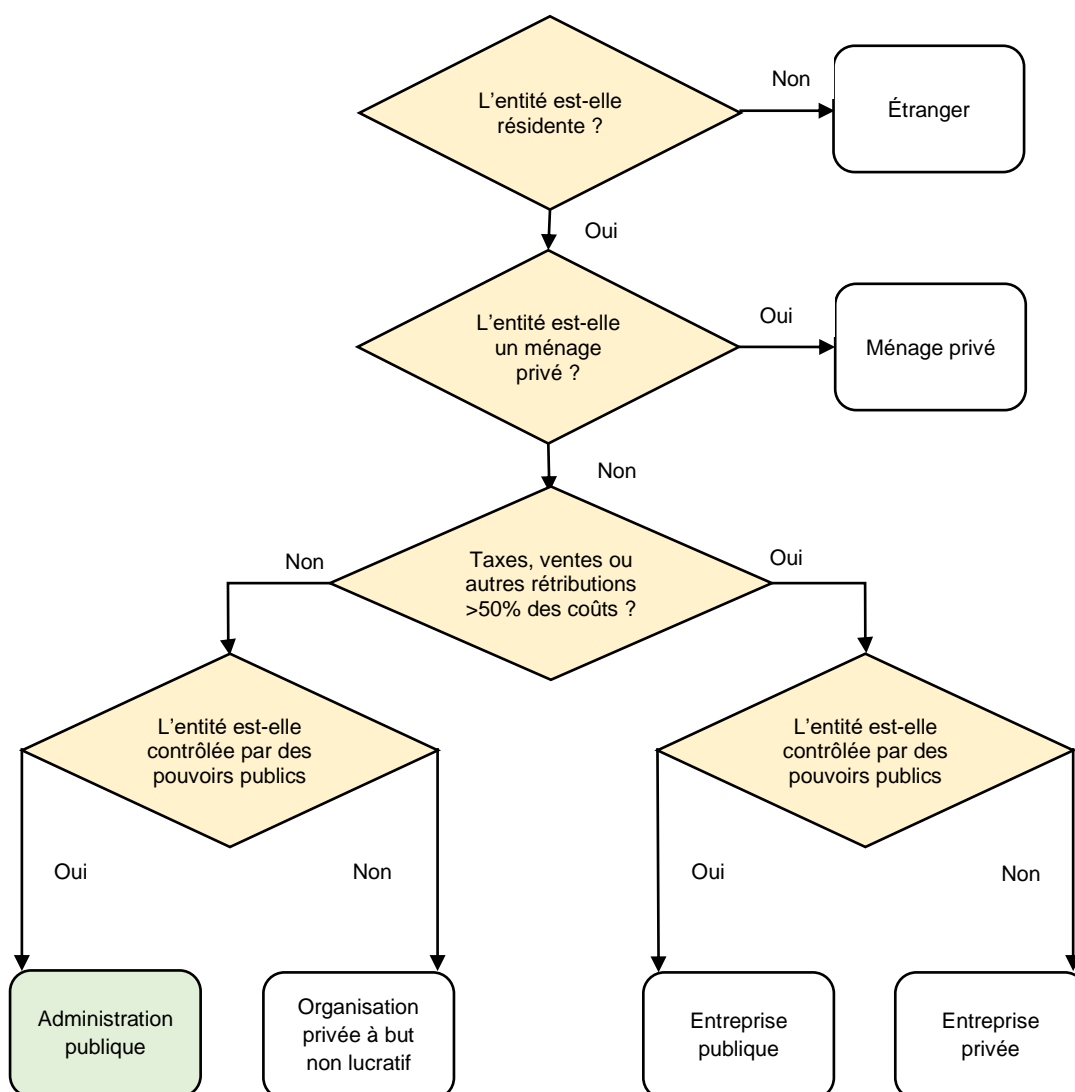 L'entité est-elle
résidente ?
Non
Étranger
Oui
L'entité est-elle
un ménage
privé ?
Oui
Ménage privé
Non
Taxes, ventes ou
autres rétributions
>50% des coûts ?
Non
Oui
L'entité est-elle
contrôlée par des
pouvoirs publics
L'entité est-elle
contrôlée par des
pouvoirs publics
Oui
Non
Oui
Non
Administration
publique
Organisation
privée à but
non lucratif
Entreprise
publique
Entreprise
privée